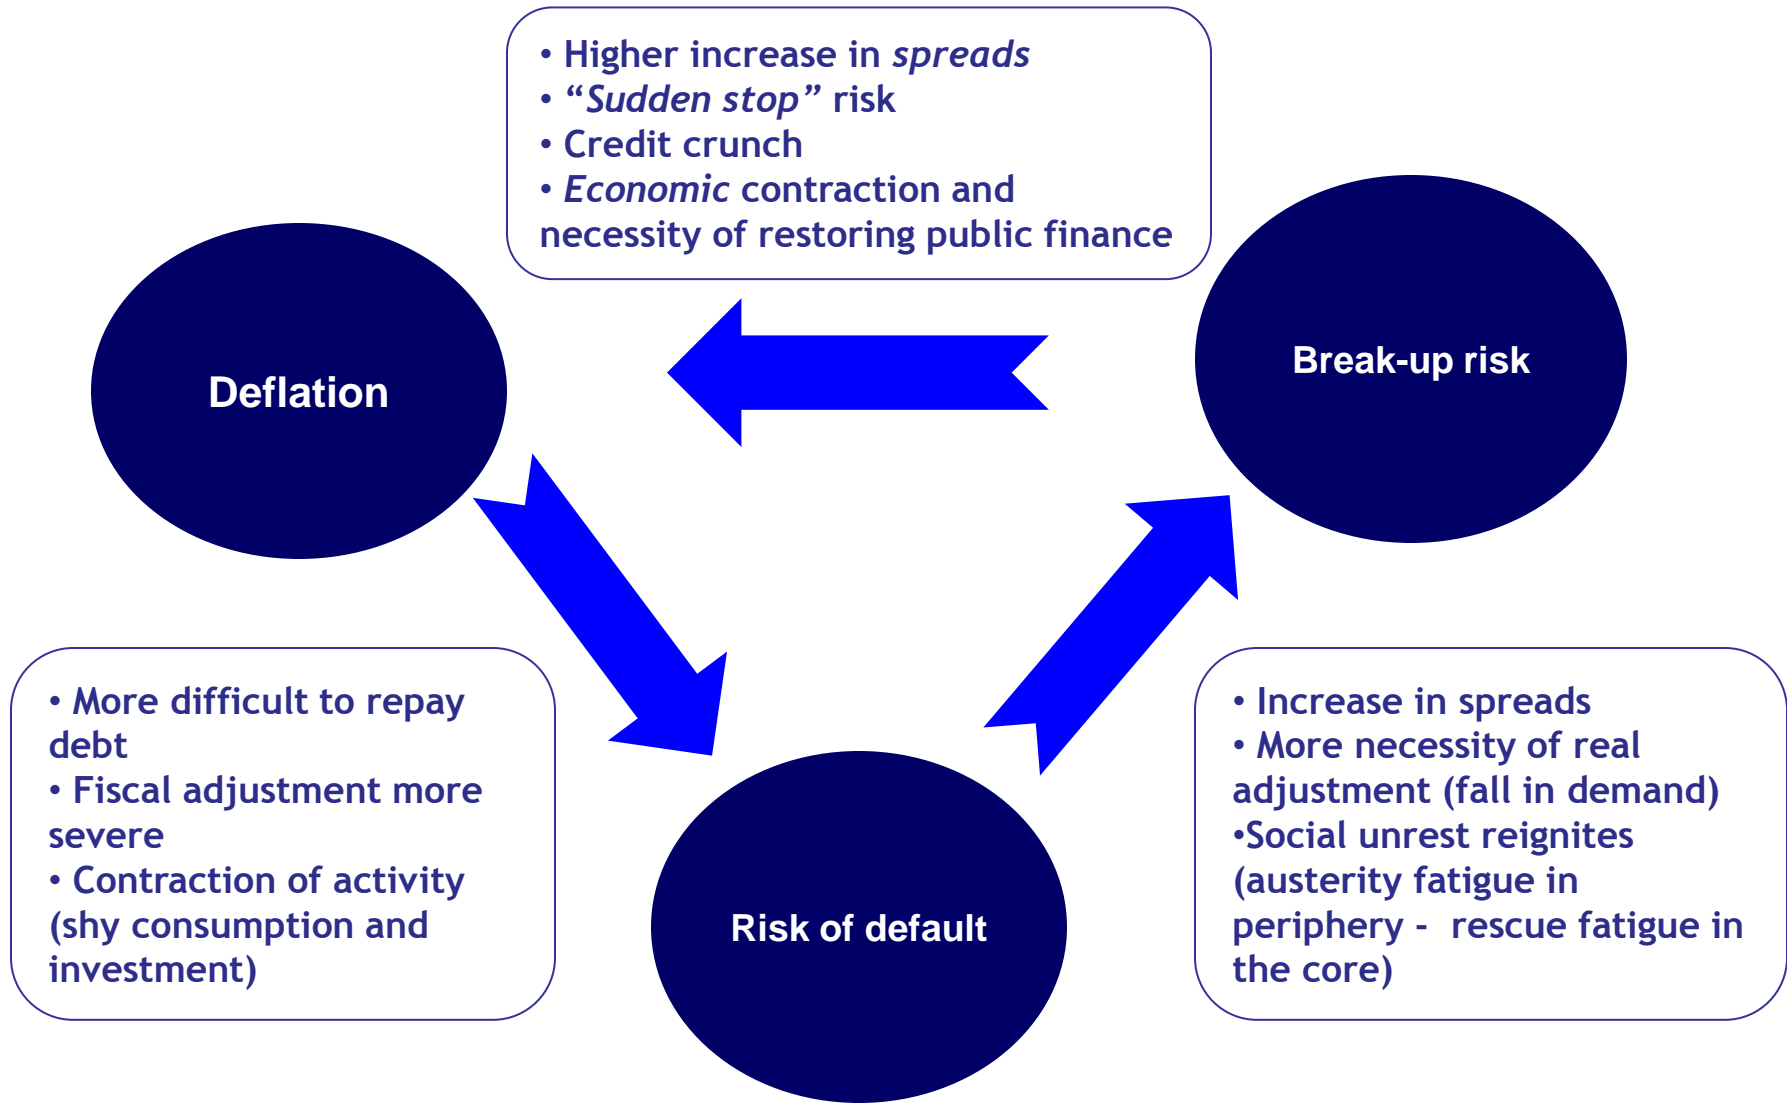 • Higher increase in spreads
• “Sudden stop” risk
• Credit crunch
• Economic contraction and
necessity of restoring public finance
Deflation
Break-up risk
• More difficult to repay
debt
• Fiscal adjustment more
severe
• Contraction of activity
(shy consumption and
investment)
Risk of default
• Increase in spreads
• More necessity of real
adjustment (fall in demand)
•Social unrest reignites
(austerity fatigue in
periphery - rescue fatigue in
the core)